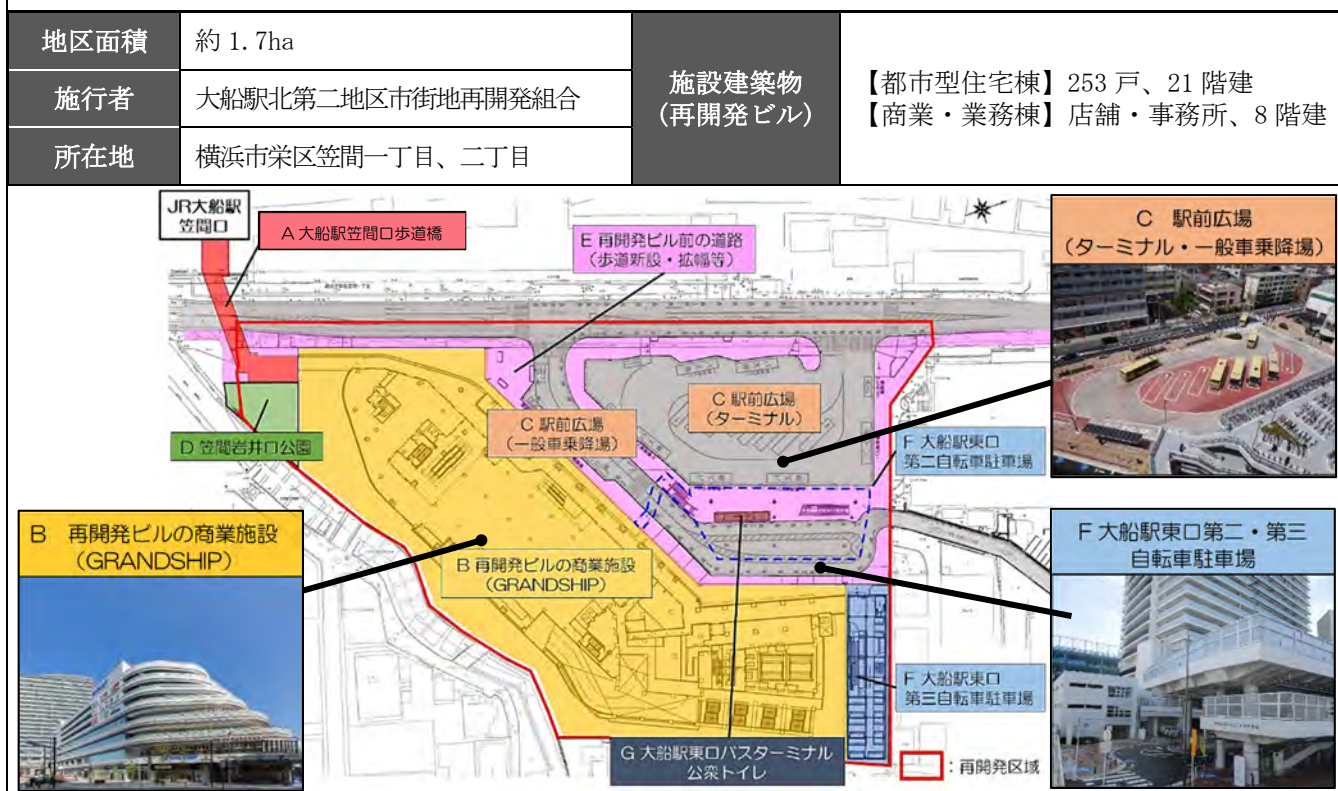 地区面積
約 1.7ha
施行者
大船駅北第二地区市街地再開発組合
所在地
横浜市栄区笠間一丁目、二丁目
施設建築物
(再開発ビル)
【都市型住宅棟】253 戸、21 階建
【商業・業務棟】店舗・事務所、8 階建
JR大船駅
笠間口
A 大船駅笠間口歩道橋
E 再開発ビル前の道路
(歩道新設・拡幅等)
C 駅前広場
(ターミナル・一般車乗降場)
C 駅前広場
(ターミナル)
C 駅前広場
(一般車乗降場)
D 笠間岩井口公園
F 大船駅東口
第二自転車駐車場
B 再開発ビルの商業施設
(GRANDSHIP)
B 再開発ビルの商業施設
(GRANDSHIP)
F 大船駅東口第二・第三
自転車駐車場
F 大船駅東口
第三自転車駐車場
G 大船駅東口バスターミナル
公衆トイレ
:再開発区域